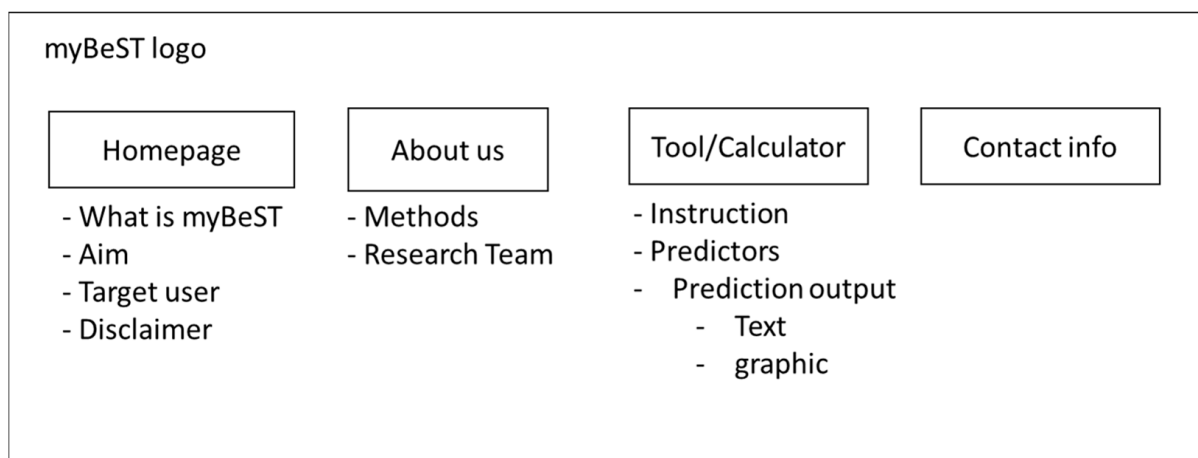 myBeST logo
Homepage
- What is myBeST
- Aim
- Target user
- Disclaimer
About us
- Methods
- Research Team
Tool/Calculator
- Instruction
- Predictors
- Prediction output
- Text
- graphic
Contact info